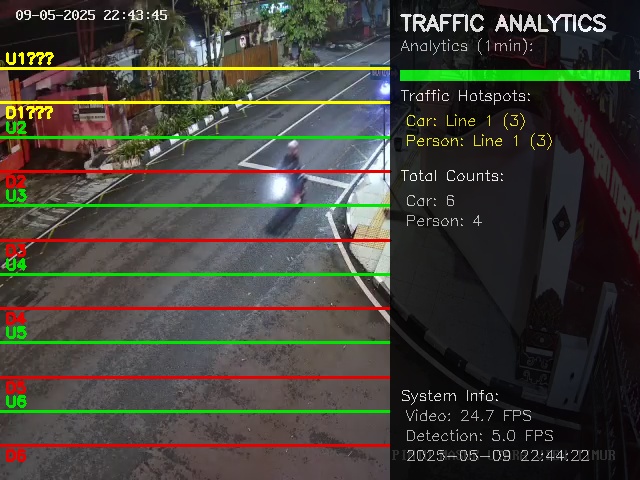 09-05-2025 22:43:45
TRAFFIC ANALYTICS
Analytics (1min):
U1???
D1???
U2
D2
U3
D3
U4
D4
U5
D5
U6
D6
Traffic Hotspots:
Car: Line 1 (3)
Person: Line 1 (3)
Total Counts:
Car: 6
Person: 4
System Info:
Video: 24.7 FPS
Detection: 5.0 FPS
2025-05-09 22:44:22